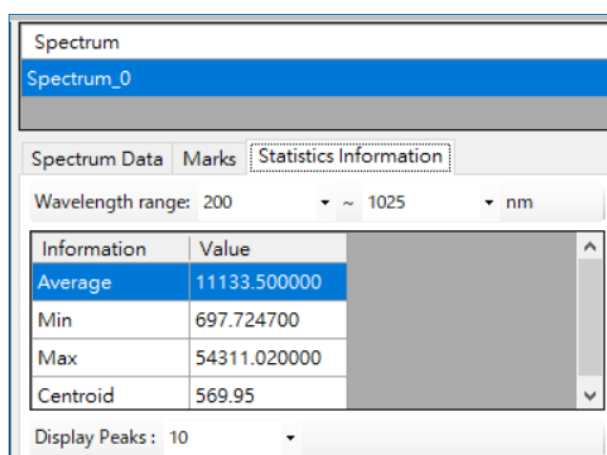 Spectrum
Spectrum_0
Spectrum Data Marks Statistics Information
Wavelength range: 200 ~ 1025 nm
Information Value
Average 11133.500000
Min 697.724700
Max 54311.020000
Centroid 569.95
Display Peaks : 10